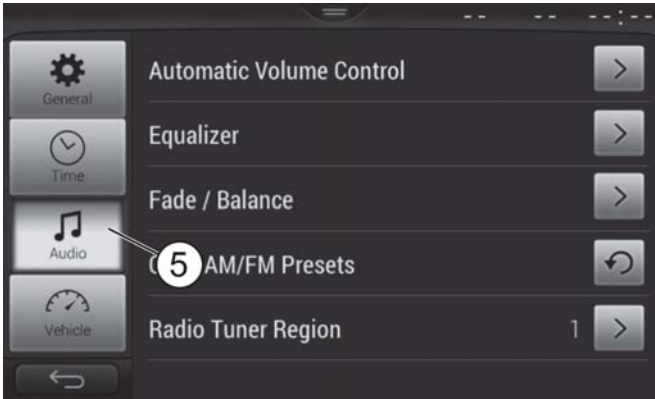 -- -- --:--
General
Time
Audio
Vehicle
Automatic Volume Control
Equalizer
Fade / Balance
5
AM/FM Presets
Radio Tuner Region 1